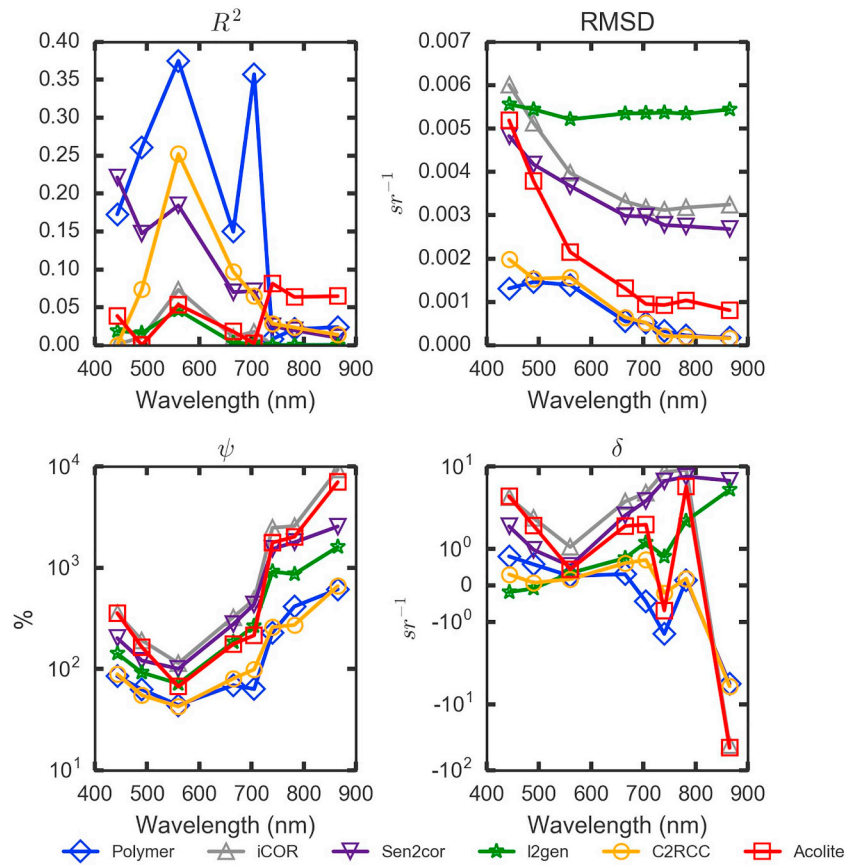 R² RMSD
0.40 0.007
0.35 0.006
0.30 0.005
0.25 0.004
0.20 sr⁻¹
0.15 0.003
0.10 0.002
0.05 0.001
0.00 0.000
400 500 600 700 800 900 400 500 600 700 800 900
Wavelength (nm) Wavelength (nm)
ψ δ
10⁴ 10¹
10³ 10⁰
% 0
sr⁻¹
10² -10⁰
-10¹
10¹ -10²
400 500 600 700 800 900 400 500 600 700 800 900
Wavelength (nm) Wavelength (nm)
Polymer iCOR Sen2cor l2gen C2RCC Acolite